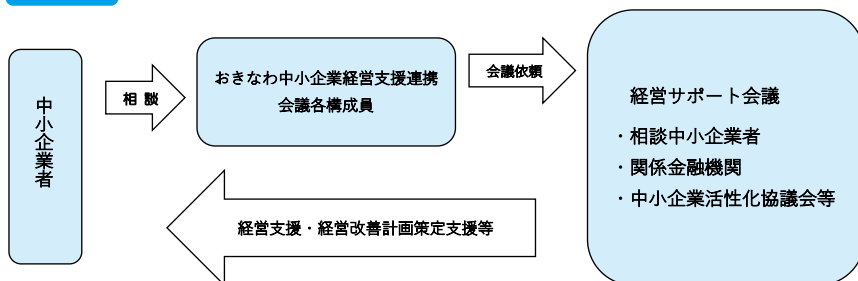 中小企業者
相談
おきなわ中小企業経営支援連携
会議各構成員
会議依頼
経営サポート会議
・相談中小企業者
・関係金融機関
・中小企業活性化協議会等
経営支援・経営改善計画策定支援等